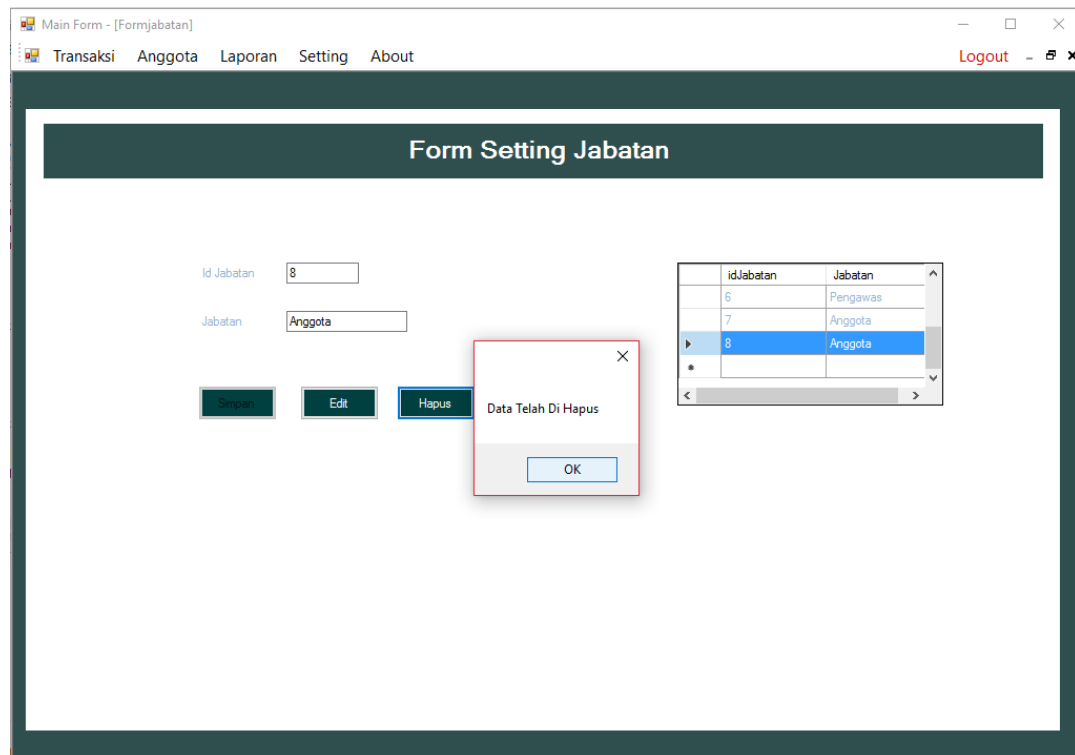 Main Form - [Formjabatan]
Transaksi Anggota Laporan Setting About Logout
Form Setting Jabatan
Id Jabatan 8
Jabatan Anggota
Simpan Edit Hapus
idJabatan Jabatan
6 Pengawas
7 Anggota
8 Anggota
Data Telah Di Hapus
OK